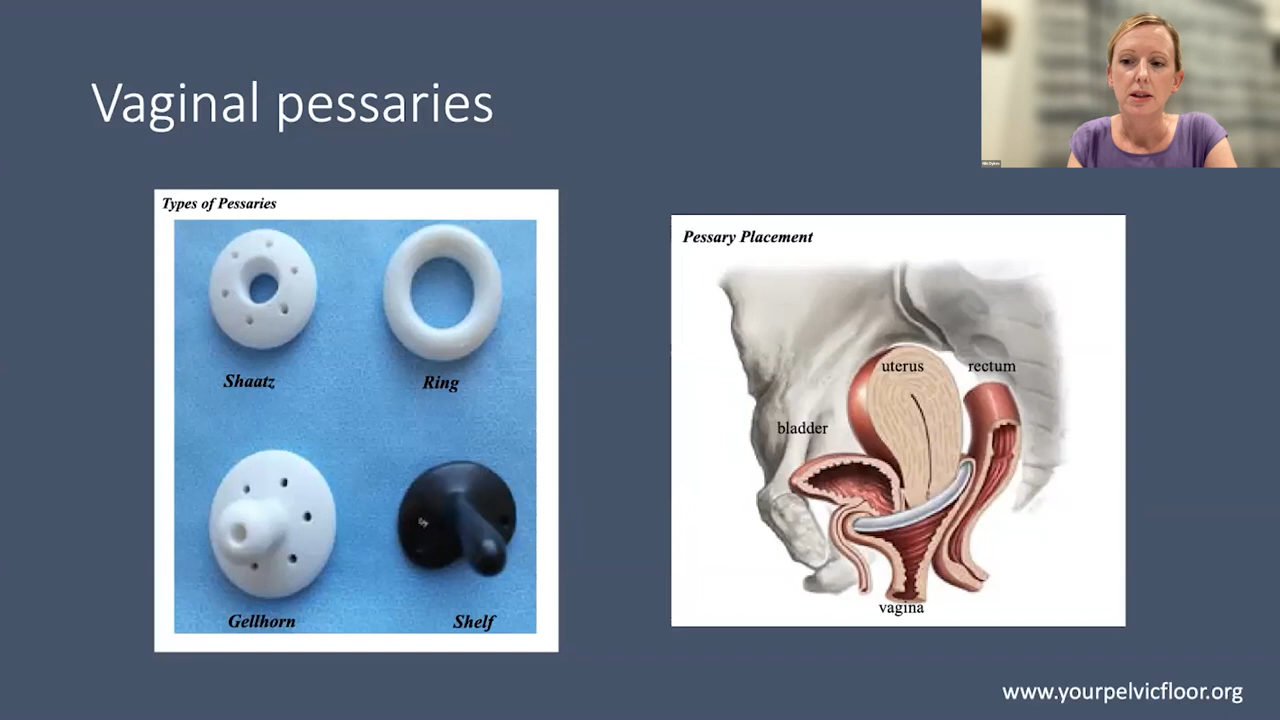 Vaginal pessaries
Types of Pessaries
Shaatz
Ring
Gellhorn
Shelf
Pessary Placement
uterus
rectum
bladder
vagina
www.yourpelvicfloor.org